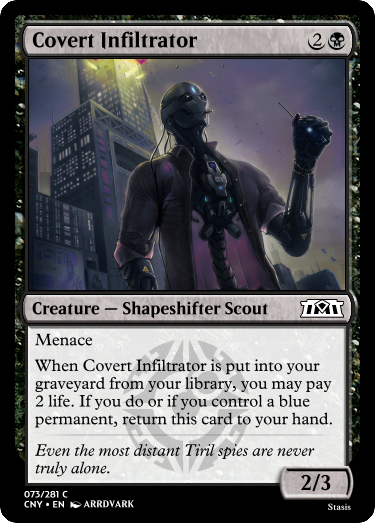 Covert Infiltrator 2
Creature — Shapeshifter Scout
Menace
When Covert Infiltrator is put into your
graveyard from your library, you may pay
2 life. If you do or if you control a blue
permanent, return this card to your hand.
Even the most distant Tiril spies are never
truly alone.
2/3
073/281 C
CNY • EN ARRDVARK
Stasis